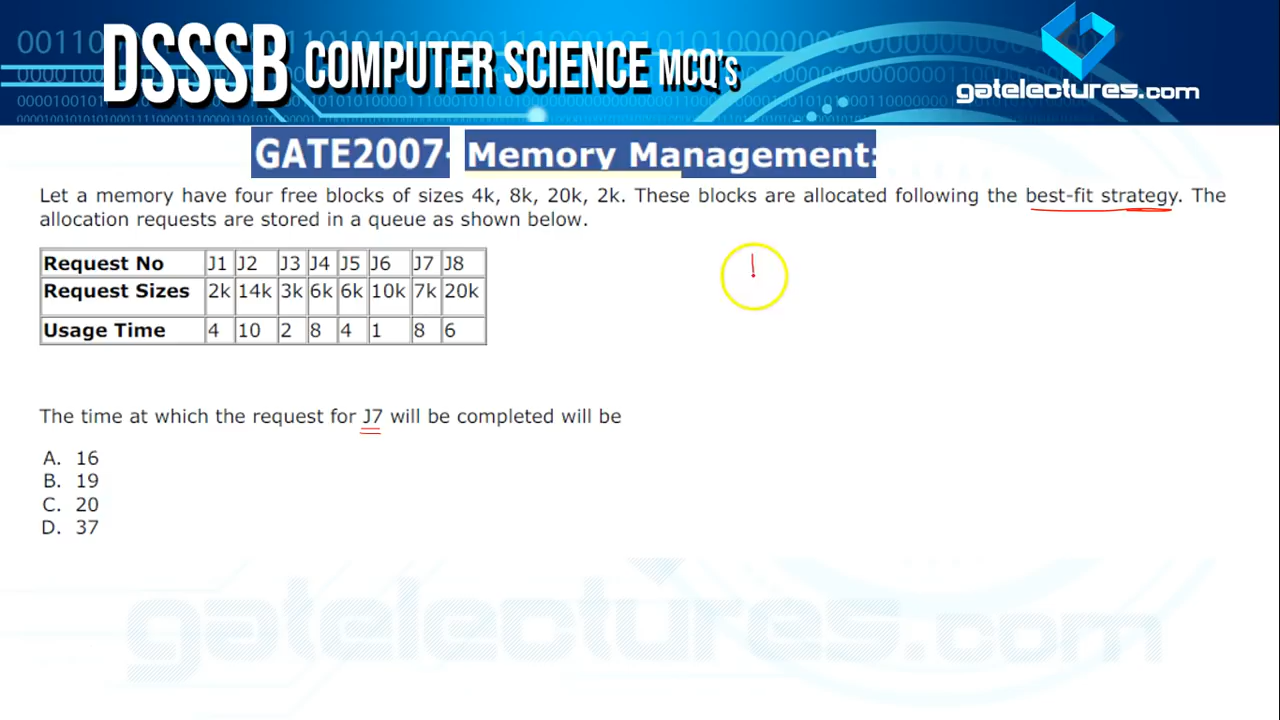 DSSSB COMPUTER SCIENCE MCQ's
gatelectures.com
GATE2007- Memory Management:
Let a memory have four free blocks of sizes 4k, 8k, 20k, 2k. These blocks are allocated following the best-fit strategy. The
allocation requests are stored in a queue as shown below.
Request No J1 J2 J3 J4 J5 J6 J7 J8
Request Sizes 2k 14k 3k 6k 6k 10k 7k 20k
Usage Time 4 10 2 8 4 1 8 6
The time at which the request for J7 will be completed will be
A. 16
B. 19
C. 20
D. 37
gatelectures.com